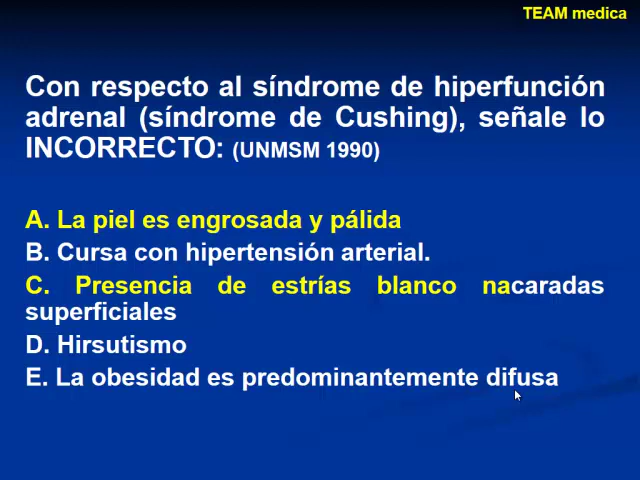 TEAM medica
Con respecto al síndrome de hiperfunción
adrenal (síndrome de Cushing), señale lo
INCORRECTO: (UNMSM 1990)
A. La piel es engrosada y pálida
B. Cursa con hipertensión arterial.
C. Presencia de estrías blanco nacaradas
superficiales
D. Hirsutismo
E. La obesidad es predominantemente difusa